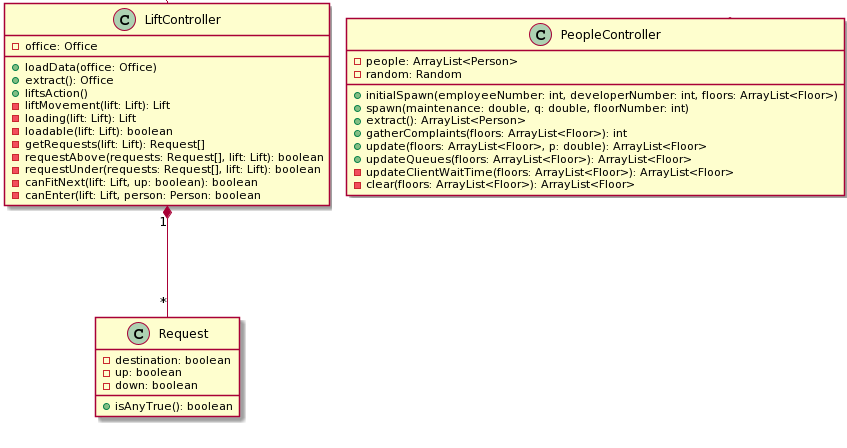 C LiftController
office: Office
loadData(office: Office)
extract(): Office
liftsAction()
liftMovement(lift: Lift): Lift
loading(lift: Lift): Lift
loadable(lift: Lift): boolean
getRequests(lift: Lift): Request[]
requestAbove(requests: Request[], lift: Lift): boolean
requestUnder(requests: Request[], lift: Lift): boolean
canFitNext(lift: Lift, up: boolean): boolean
canEnter(lift: Lift, person: Person: boolean
C PeopleController
people: ArrayList<Person>
random: Random
initialSpawn(employeeNumber: int, developerNumber: int, floors: ArrayList<Floor>)
spawn(maintenance: double, q: double, floorNumber: int)
extract(): ArrayList<Person>
gatherComplaints(floors: ArrayList<Floor>): int
update(floors: ArrayList<Floor>, p: double): ArrayList<Floor>
updateQueues(floors: ArrayList<Floor>): ArrayList<Floor>
updateClientWaitTime(floors: ArrayList<Floor>): ArrayList<Floor>
clear(floors: ArrayList<Floor>): ArrayList<Floor>
1
*
C Request
destination: boolean
up: boolean
down: boolean
isAnyTrue(): boolean